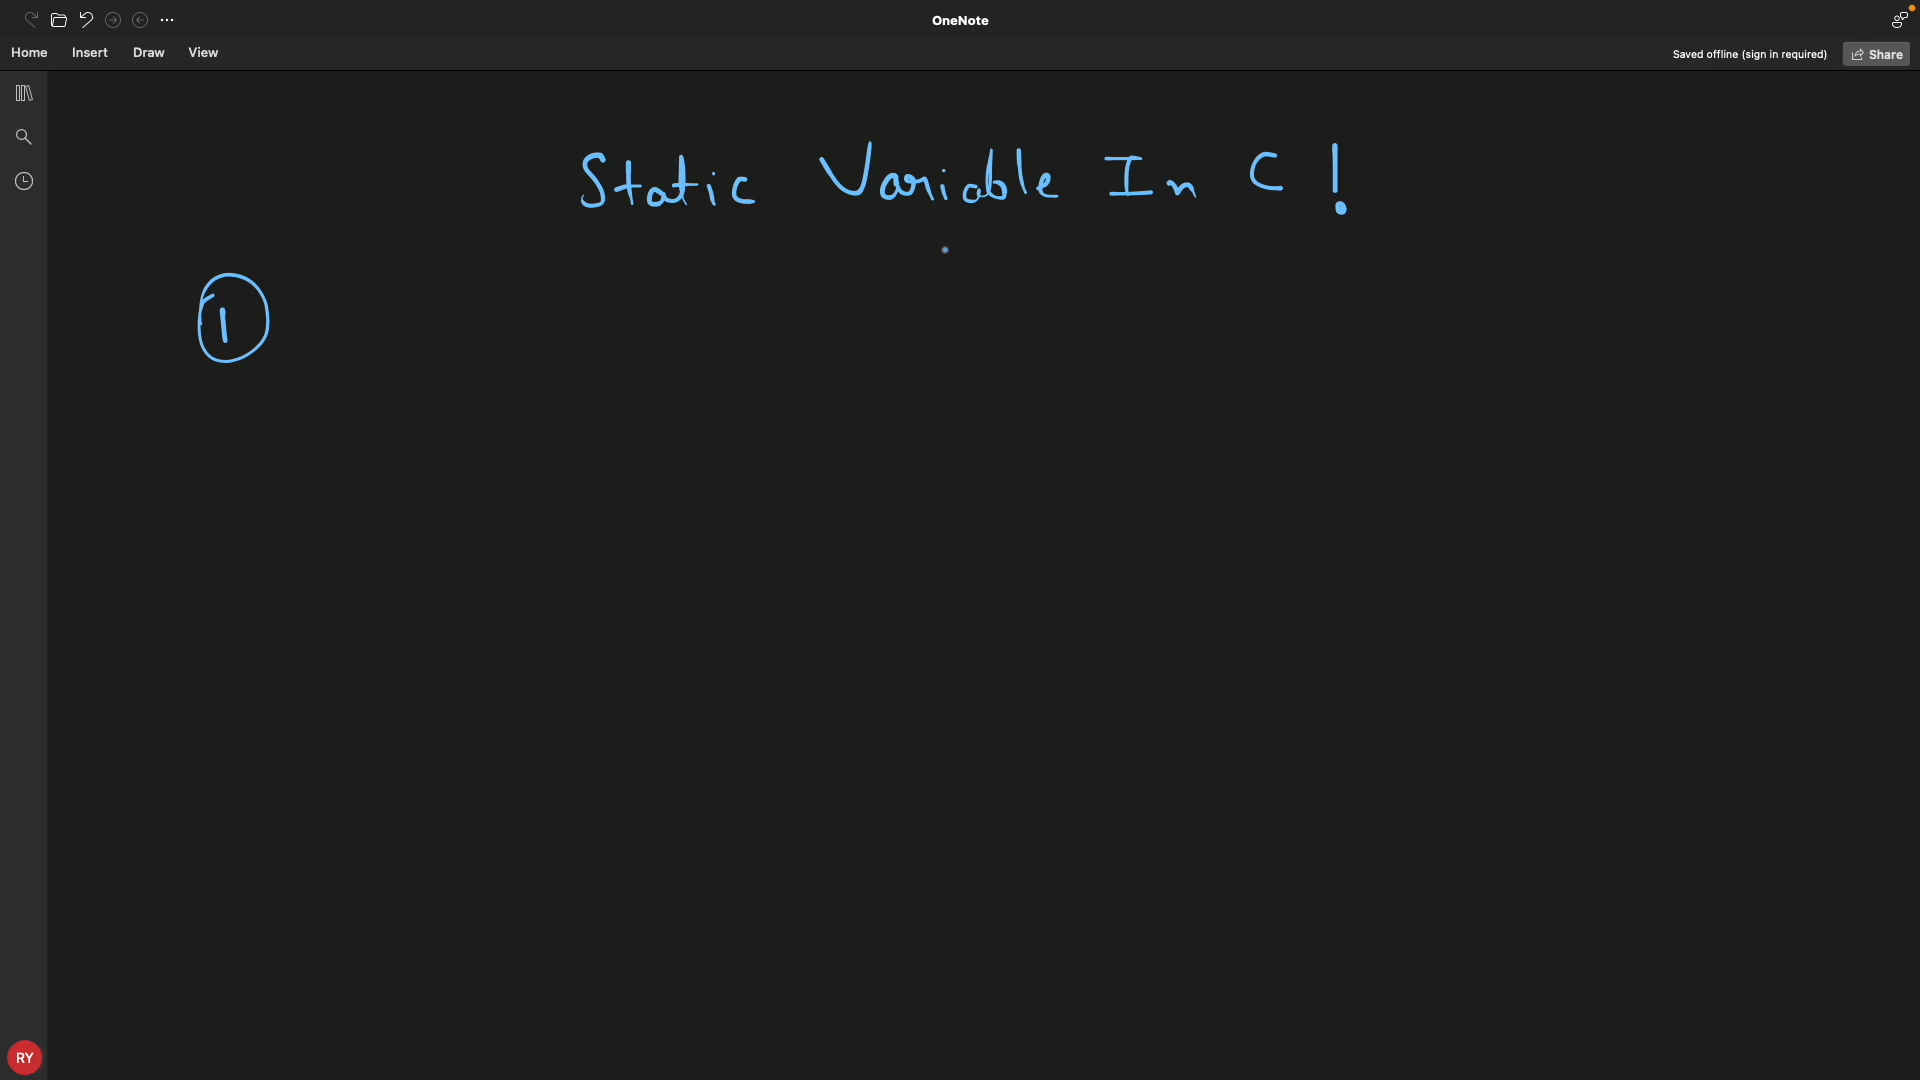 OneNote
Home Insert Draw View
Saved offline (sign in required) Share
Static Variable In C !
1
RY